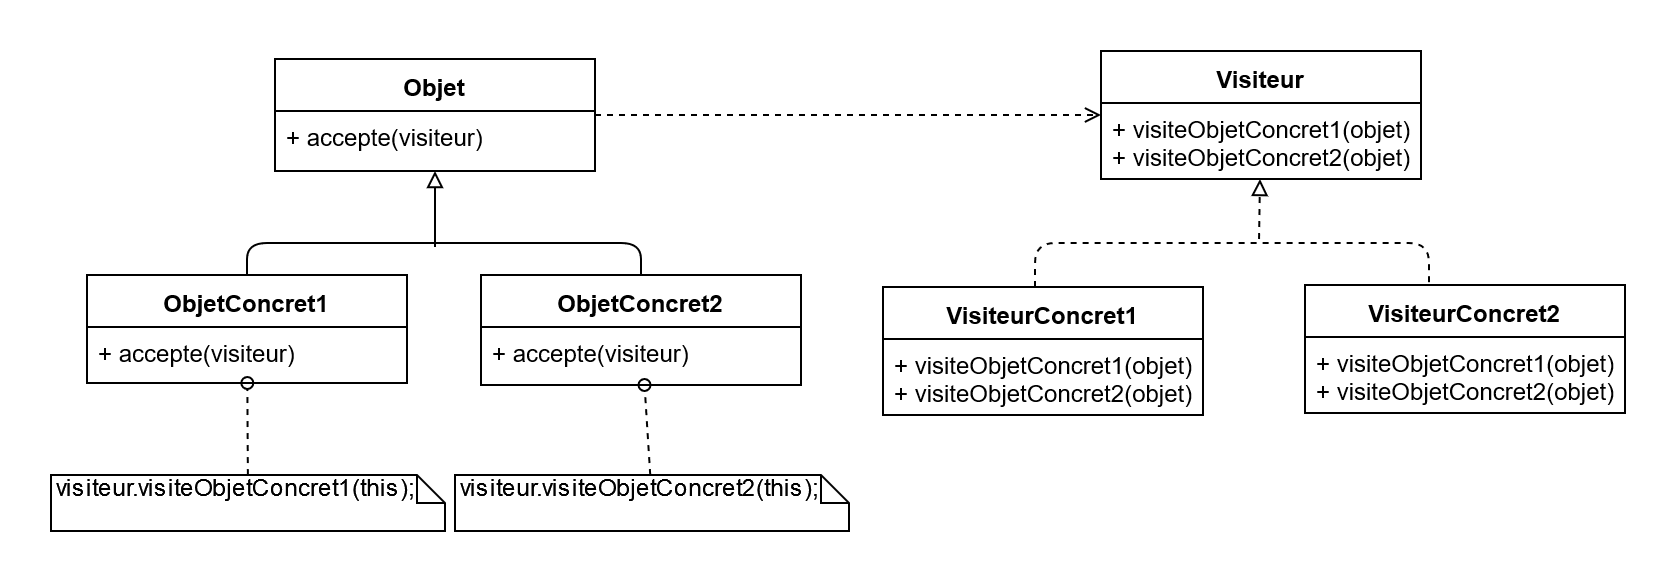 Objet
+ accepte(visiteur)
Visiteur
+ visiteObjetConcret1(objet)
+ visiteObjetConcret2(objet)
ObjetConcret1
+ accepte(visiteur)
ObjetConcret2
+ accepte(visiteur)
VisiteurConcret1
+ visiteObjetConcret1(objet)
+ visiteObjetConcret2(objet)
VisiteurConcret2
+ visiteObjetConcret1(objet)
+ visiteObjetConcret2(objet)
visiteur.visiteObjetConcret1(this);
visiteur.visiteObjetConcret2(this);